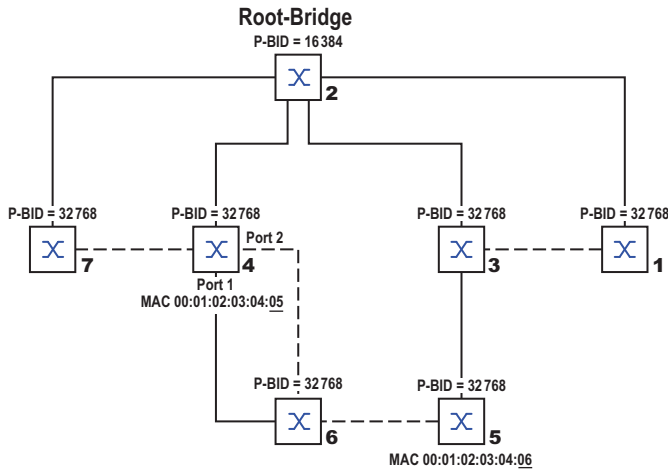 Root-Bridge
P-BID = 16384
2
P-BID = 32768
P-BID = 32768
P-BID = 32768
P-BID = 32768
7
Port 2
4
3
1
Port 1
MAC 00:01:02:03:04:05
P-BID = 32768
P-BID = 32768
6
5
MAC 00:01:02:03:04:06